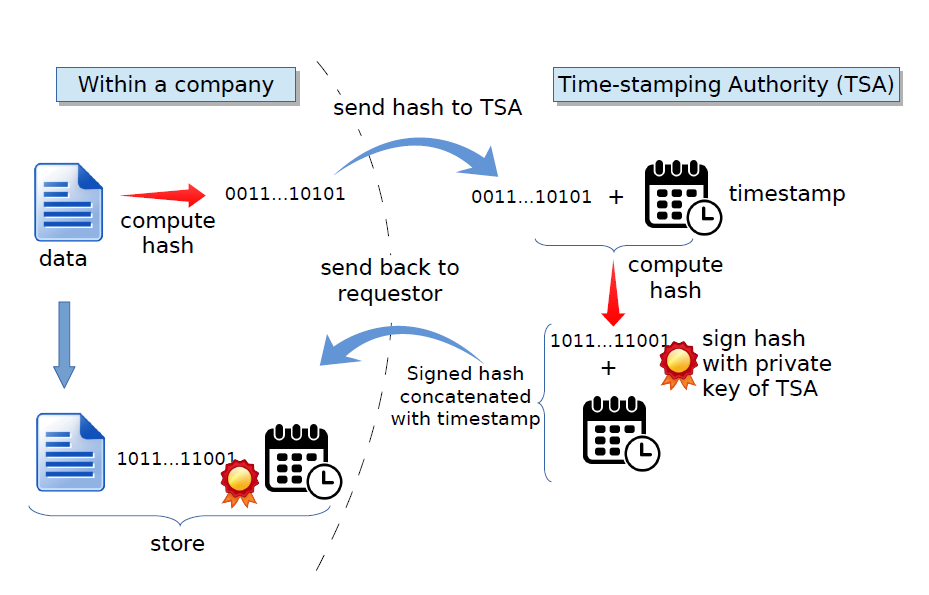 Within a company
Time-stamping Authority (TSA)
send hash to TSA
0011...10101
compute
hash
data
0011...10101
+
timestamp
compute
hash
send back to
requestor
1011...11001
+
sign hash
with private
key of TSA
Signed hash
concatenated
with timestamp
1011...11001
store